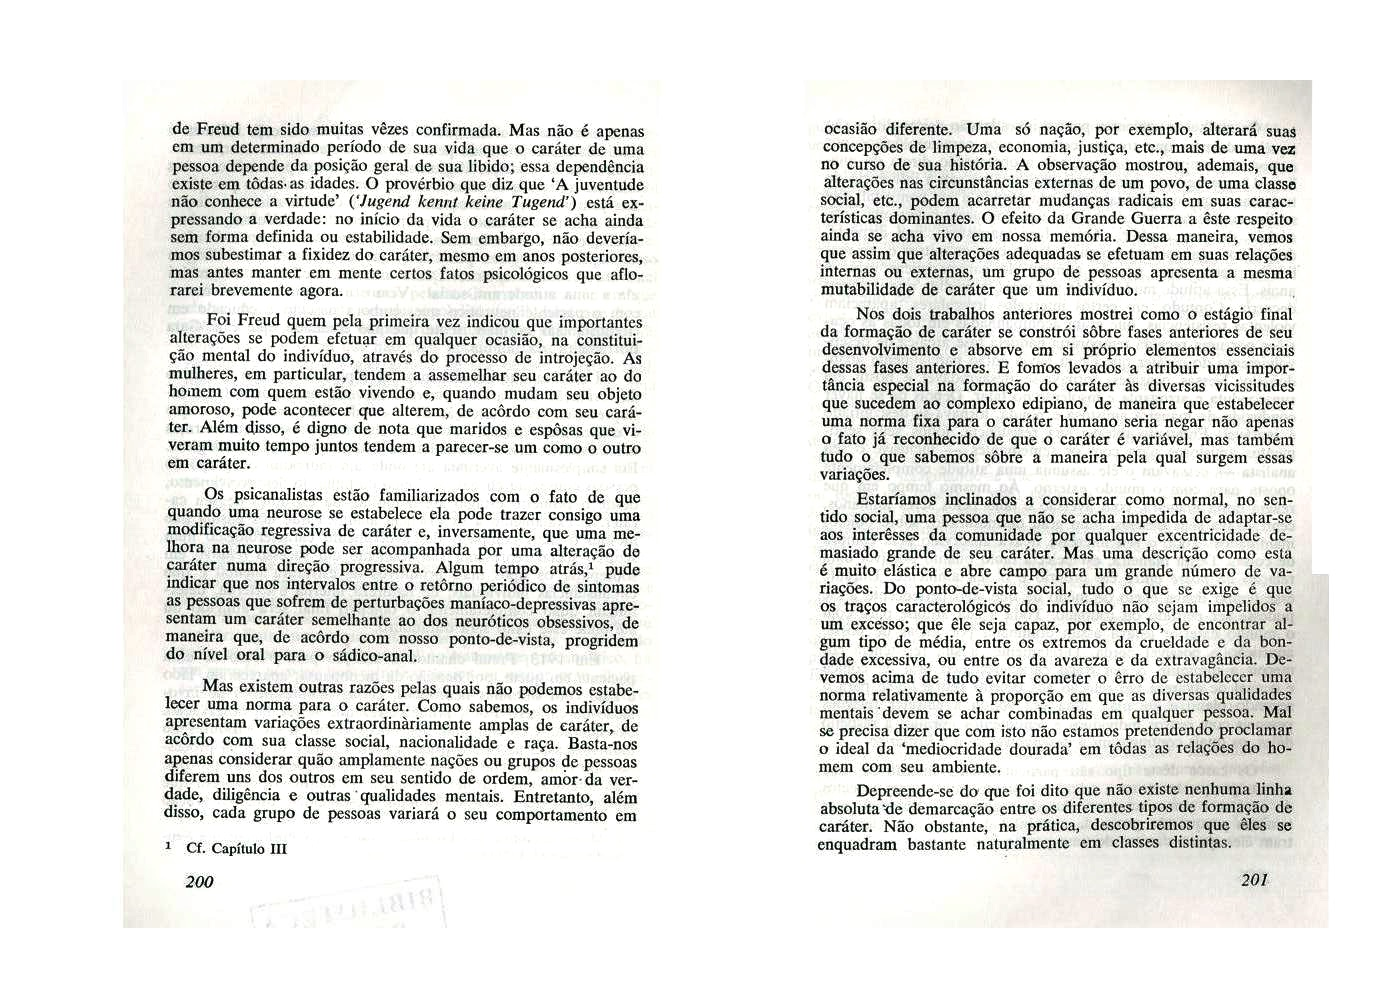 de Freud tem sido muitas vêzes confirmada. Mas não é apenas
em um determinado período de sua vida que o caráter de uma
pessoa depende da posição geral de sua libido; essa dependência
existe em tôdas as idades. O provérbio que diz que 'A juventude
não conhece a virtude' ('Jugend kennt keine Tugend') está ex-
pressando a verdade: no início da vida o caráter se acha ainda
sem forma definida ou estabilidade. Sem embargo, não devería-
mos subestimar a fixidez do caráter, mesmo em anos posteriores,
mas antes manter em mente certos fatos psicológicos que aflo-
rarei brevemente agora.
Foi Freud quem pela primeira vez indicou que importantes
alterações se podem efetuar em qualquer ocasião, na constitui-
ção mental do indivíduo, através do processo de introjeção. As
mulheres, em particular, tendem a assemelhar seu caráter ao do
homem com quem estão vivendo e, quando mudam seu objeto
amoroso, pode acontecer que alterem, de acôrdo com seu cará-
ter. Além disso, é digno de nota que maridos e espôsas que vi-
veram muito tempo juntos tendem a parecer-se um como o outro
em caráter.
Os psicanalistas estão familiarizados com o fato de que
quando uma neurose se estabelece ela pode trazer consigo uma
modificação regressiva de caráter e, inversamente, que uma me-
lhora na neurose pode ser acompanhada por uma alteração de
caráter numa direção progressiva. Algum tempo atrás,¹ pude
indicar que nos intervalos entre o retôrno periódico de sintomas
as pessoas que sofrem de perturbações maníaco-depressivas apre-
sentam um caráter semelhante ao dos neuróticos obsessivos, de
maneira que, de acôrdo com nosso ponto-de-vista, progridem
do nível oral para o sádico-anal.
Mas existem outras razões pelas quais não podemos estabe-
lecer uma norma para o caráter. Como sabemos, os indivíduos
apresentam variações extraordinàriamente amplas de caráter, de
acôrdo com sua classe social, nacionalidade e raça. Basta-nos
apenas considerar quão amplamente nações ou grupos de pessoas
diferem uns dos outros em seu sentido de ordem, amor da ver-
dade, diligência e outras qualidades mentais. Entretanto, além
disso, cada grupo de pessoas variará o seu comportamento em
¹ Cf. Capítulo III
200
ocasião diferente. Uma só nação, por exemplo, alterará suas
concepções de limpeza, economia, justiça, etc., mais de uma vez
no curso de sua história. A observação mostrou, ademais, que
alterações nas circunstâncias externas de um povo, de uma classe
social, etc., podem acarretar mudanças radicais em suas carac-
terísticas dominantes. O efeito da Grande Guerra a êste respeito
ainda se acha vivo em nossa memória. Dessa maneira, vemos
que assim que alterações adequadas se efetuam em suas relações
internas ou externas, um grupo de pessoas apresenta a mesma
mutabilidade de caráter que um indivíduo.
Nos dois trabalhos anteriores mostrei como o estágio final
da formação de caráter se constrói sôbre fases anteriores de seu
desenvolvimento e absorve em si próprio elementos essenciais
dessas fases anteriores. E fomos levados a atribuir uma impor-
tância especial na formação do caráter às diversas vicissitudes
que sucedem ao complexo edipiano, de maneira que estabelecer
uma norma fixa para o caráter humano seria negar não apenas
o fato já reconhecido de que o caráter é variável, mas também
tudo o que sabemos sôbre a maneira pela qual surgem essas
variações.
Estaríamos inclinados a considerar como normal, no sen-
tido social, uma pessoa que não se acha impedida de adaptar-se
aos interêsses da comunidade por qualquer excentricidade de-
masiado grande de seu caráter. Mas uma descrição como esta
é muito elástica e abre campo para um grande número de va-
riações. Do ponto-de-vista social, tudo o que se exige é que
os traços caracterológicos do indivíduo não sejam impelidos a
um excesso; que êle seja capaz, por exemplo, de encontrar al-
gum tipo de média, entre os extremos da crueldade e da bon-
dade excessiva, ou entre os da avareza e da extravagância. De-
vemos acima de tudo evitar cometer o êrro de estabelecer uma
norma relativamente à proporção em que as diversas qualidades
mentais devem se achar combinadas em qualquer pessoa. Mal
se precisa dizer que com isto não estamos pretendendo proclamar
o ideal da 'mediocridade dourada' em tôdas as relações do ho-
mem com seu ambiente.
Depreende-se do que foi dito que não existe nenhuma linha
absoluta de demarcação entre os diferentes tipos de formação de
caráter. Não obstante, na prática, descobriremos que êles se
enquadram bastante naturalmente em classes distintas.
201